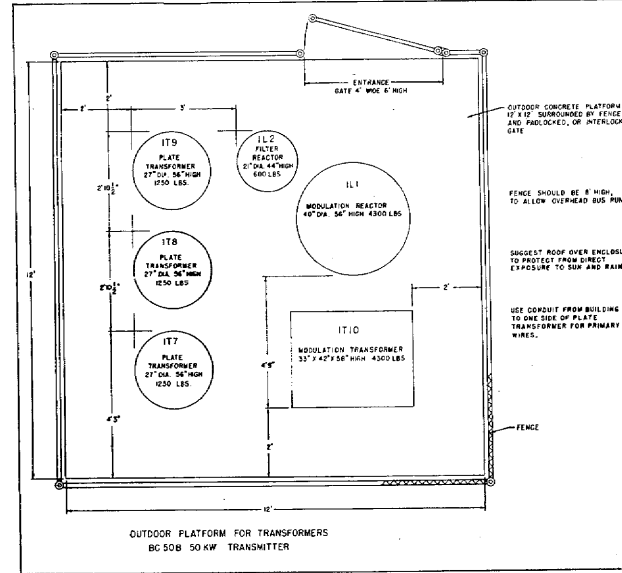 ENTRANCE
GATE 4' WIDE 6' HIGH
2'
2'
5'
OUTDOOR CONCRETE PLATFORM
12' X 12' SURROUNDED BY FENCE
AND PADLOCKED, OR INTERLOCK
GATE
1T9
PLATE
TRANSFORMER
27" DIA. 56" HIGH
1250 LBS.
1L2
FILTER
REACTOR
21" DIA. 44" HIGH
600 LBS
1L1
MODULATION REACTOR
40" DIA. 56" HIGH 4300 LBS
2'10 1/2"
FENCE SHOULD BE 8' HIGH,
TO ALLOW OVERHEAD BUS RUN
1T8
PLATE
TRANSFORMER
27" DIA. 56" HIGH
1250 LBS
2'10 1/2"
12'
SUGGEST ROOF OVER ENCLOSU
TO PROTECT FROM DIRECT
EXPOSURE TO SUN AND RAIN
2'
USE CONDUIT FROM BUILDING
TO ONE SIDE OF PLATE
TRANSFORMER FOR PRIMARY
WIRES.
1T10
MODULATION TRANSFORMER
33" X 42" X 56" HIGH 4300 LBS
1T7
PLATE
TRANSFORMER
27" DIA. 56" HIGH
1250 LBS.
4'3"
2'
FENCE
12'
OUTDOOR PLATFORM FOR TRANSFORMERS
BC 50B 50 KW TRANSMITTER